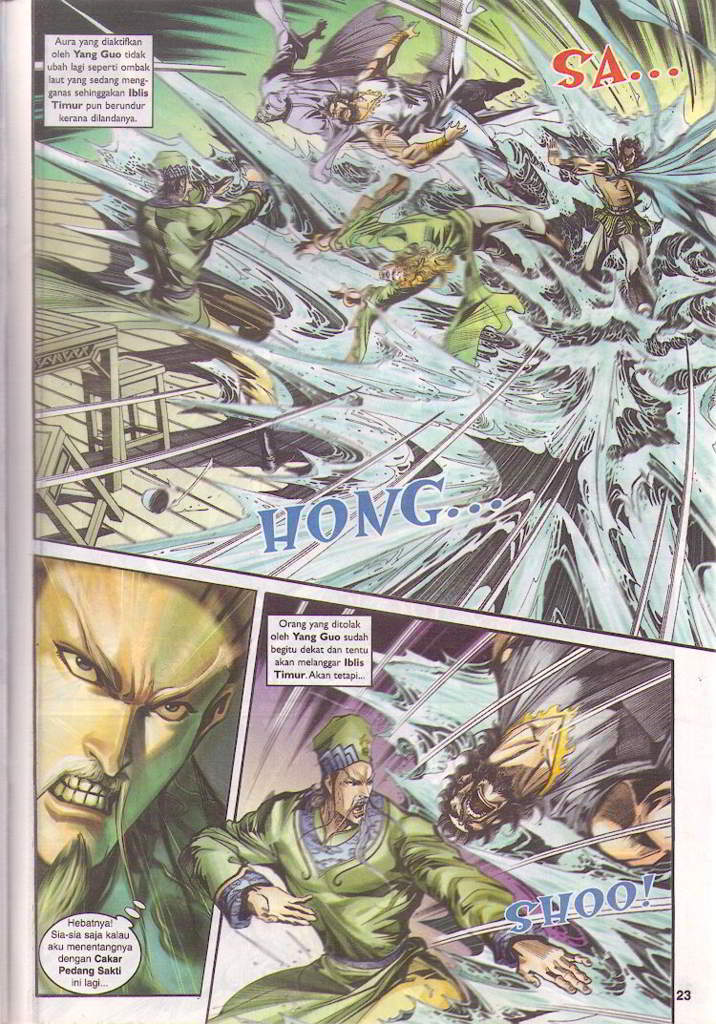 Aura yang diaktifkan
oleh Yang Guo tidak
ubah lagi seperti ombak
laut yang sedang meng-
ganas sehinggakan Iblis
Timur pun berundur
kerana dilandanya.
SA...
HONG...
Orang yang ditolak
oleh Yang Guo sudah
begitu dekat dan tentu
akan melanggar Iblis
Timur. Akan tetapi...
Hebatnya!
Sia-sia saja kalau
aku menentangnya
dengan Cakar
Pedang Sakti
ini lagi...
SHOO!
23